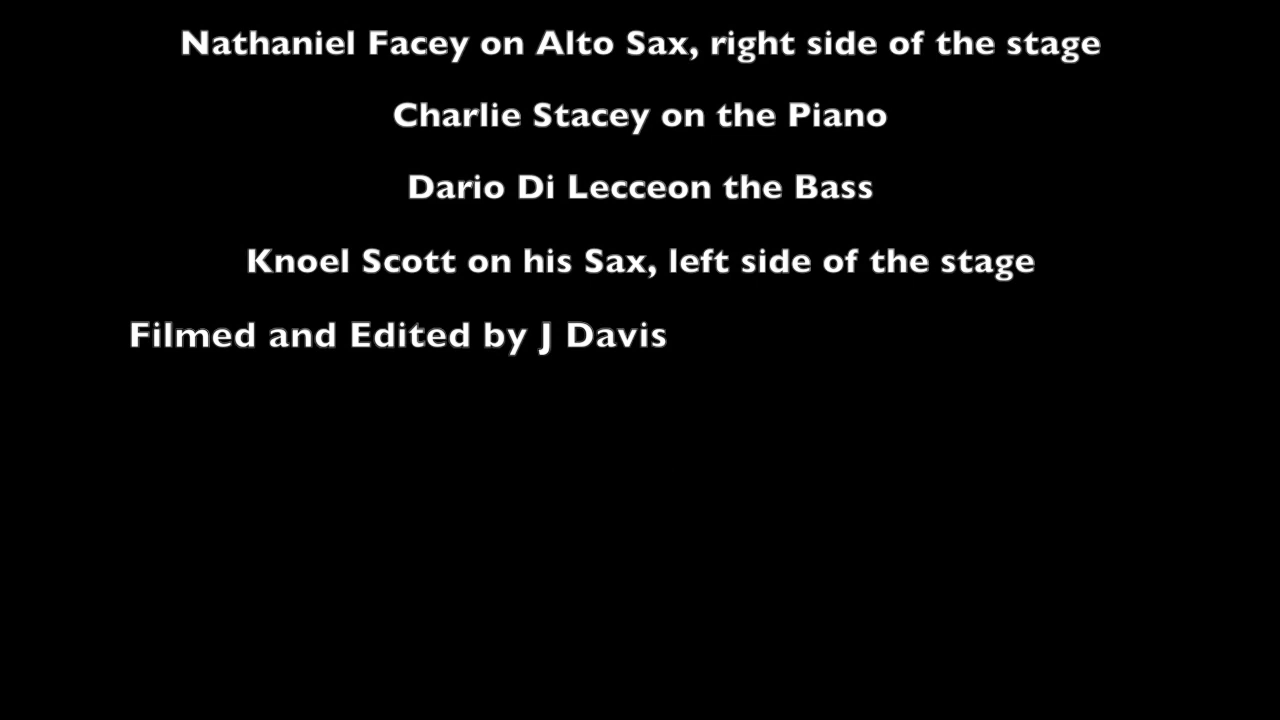 Nathaniel Facey on Alto Sax, right side of the stage
Charlie Stacey on the Piano
Dario Di Lecceon the Bass
Knoel Scott on his Sax, left side of the stage
Filmed and Edited by J Davis